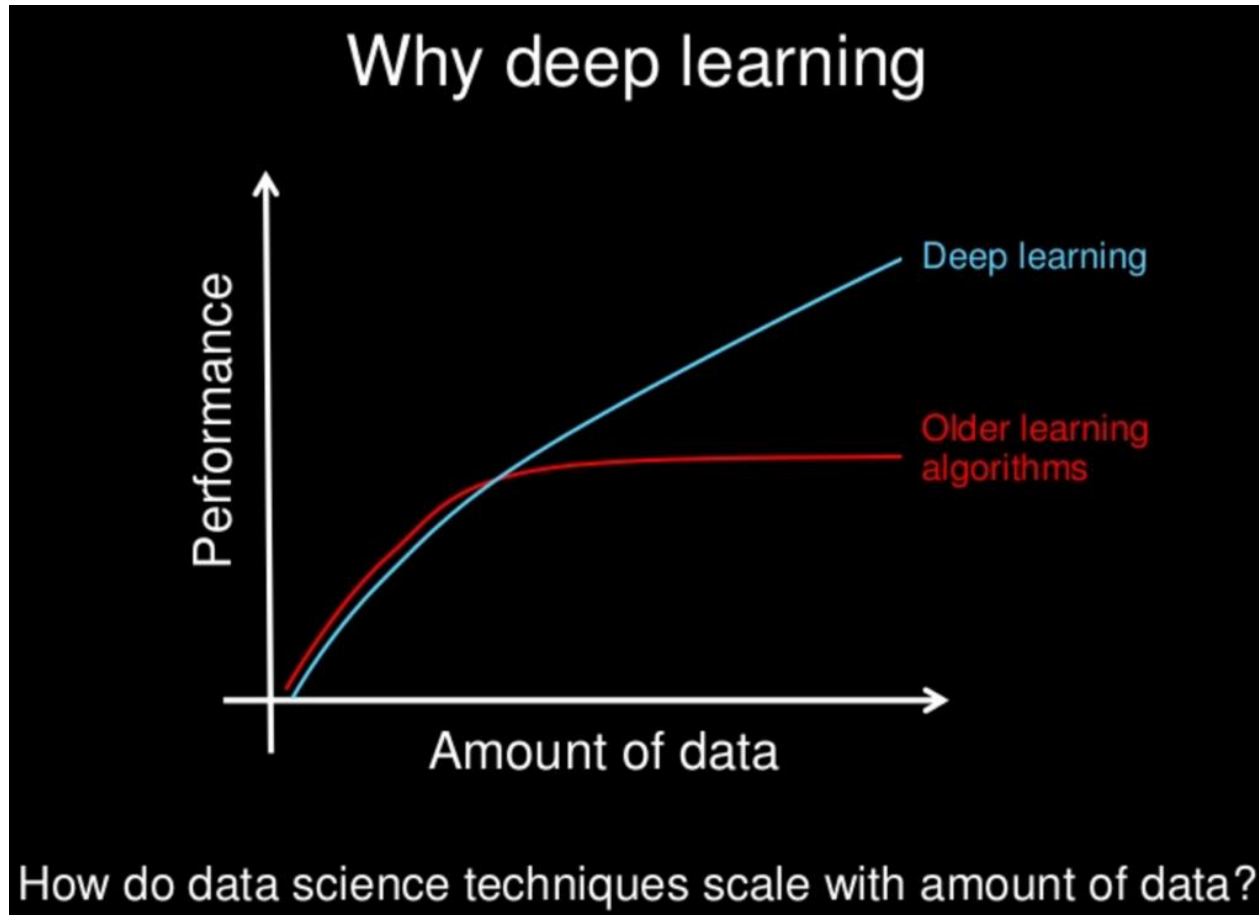 Why deep learning
Performance
Deep learning
Older learning
algorithms
Amount of data
How do data science techniques scale with amount of data?